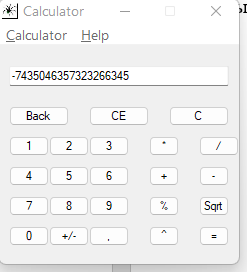 Calculator
Calculator Help
-7435046357323266345
Back CE C
1 2 3 * /
4 5 6 + -
7 8 9 % Sqrt
0 +/- , ^ =